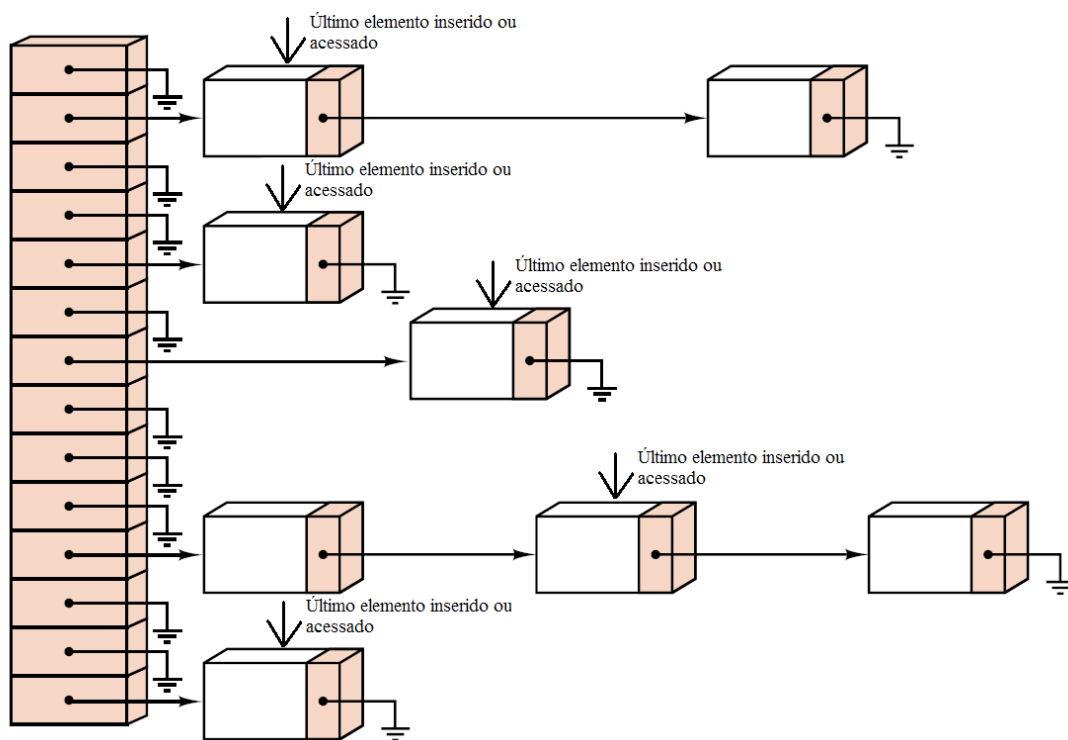 Último elemento inserido ou
acessado
Último elemento inserido ou
acessado
Último elemento inserido ou
acessado
Último elemento inserido ou
acessado
Último elemento inserido ou
acessado